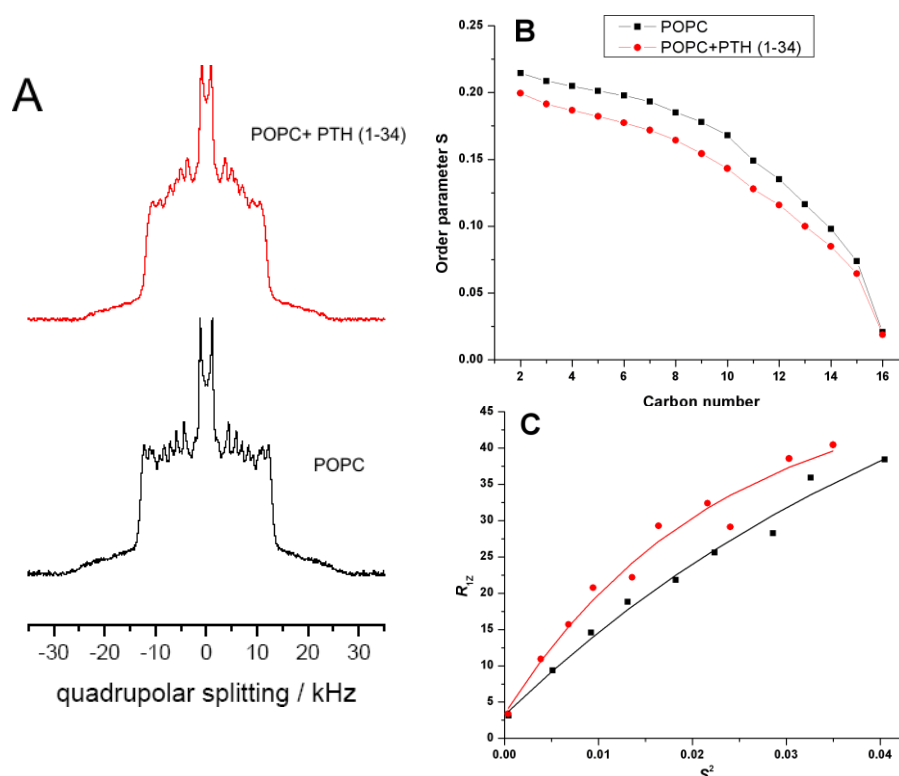 A
POPC+ PTH (1-34)
POPC
-30 -20 -10 0 10 20 30
quadrupolar splitting / kHz
B
POPC
POPC+PTH (1-34)
Order parameter S
0.20
0.15
0.10
0.05
0.00
2 4 6 8 10 12 14 16
Carbon number
C
R1Z
45
40
35
30
25
20
15
10
5
0
0.00 0.01 0.02 0.03 0.04
S²